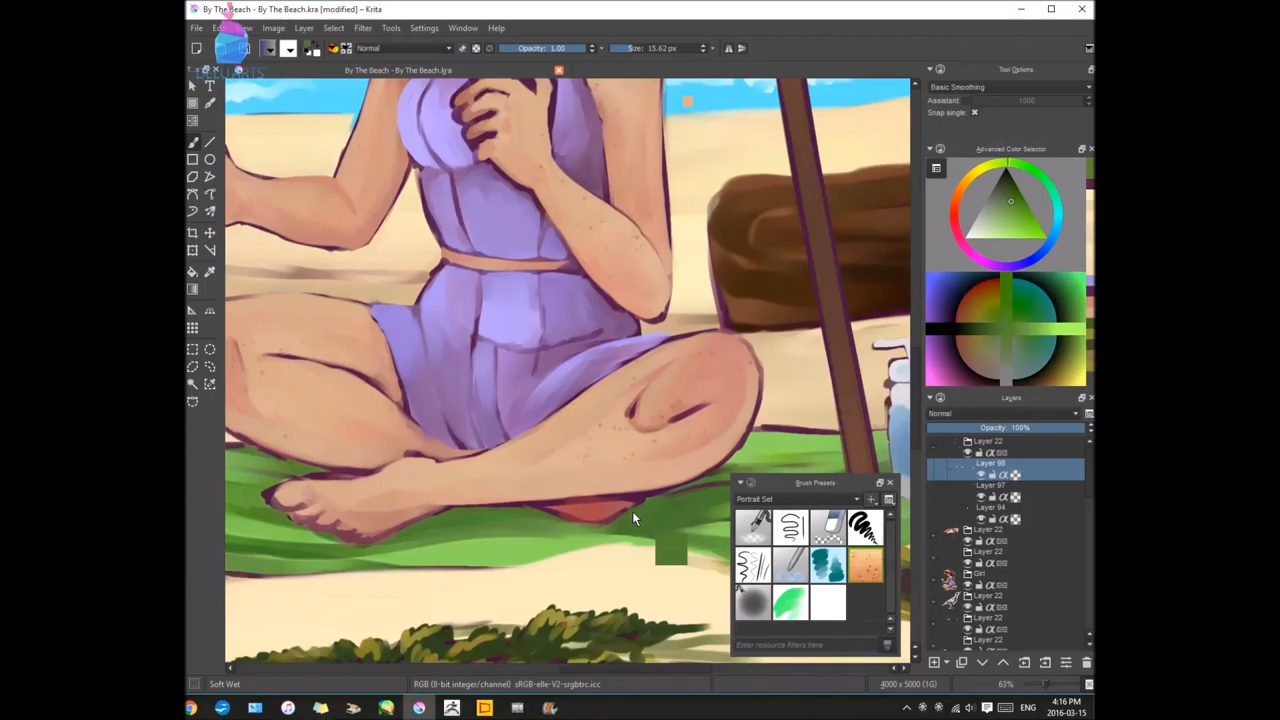 By The Beach - By The Beach.kra [modified] – Krita
File Edit View Image Layer Select Filter Tools Settings Window Help
Normal Opacity: 1.00 Size: 15.62 px
DELUARTS
By The Beach - By The Beach.kra
Tool Options
Basic Smoothing
Assistant: 1000
Snap single:
Advanced Color Selector
Layers
Normal
Opacity: 100%
Layer 22
Layer 98
Layer 97
Layer 94
Layer 22
Layer 22
Girl
Layer 22
Layer 22
Layer 22
Brush Presets
Portrait Set
Enter resource filters here
Soft Wet
RGB (8-bit integer/channel) sRGB-elle-V2-srgbtrc.icc
4000 x 5000 (1G)
63%
ENG
4:16 PM
2016-03-15